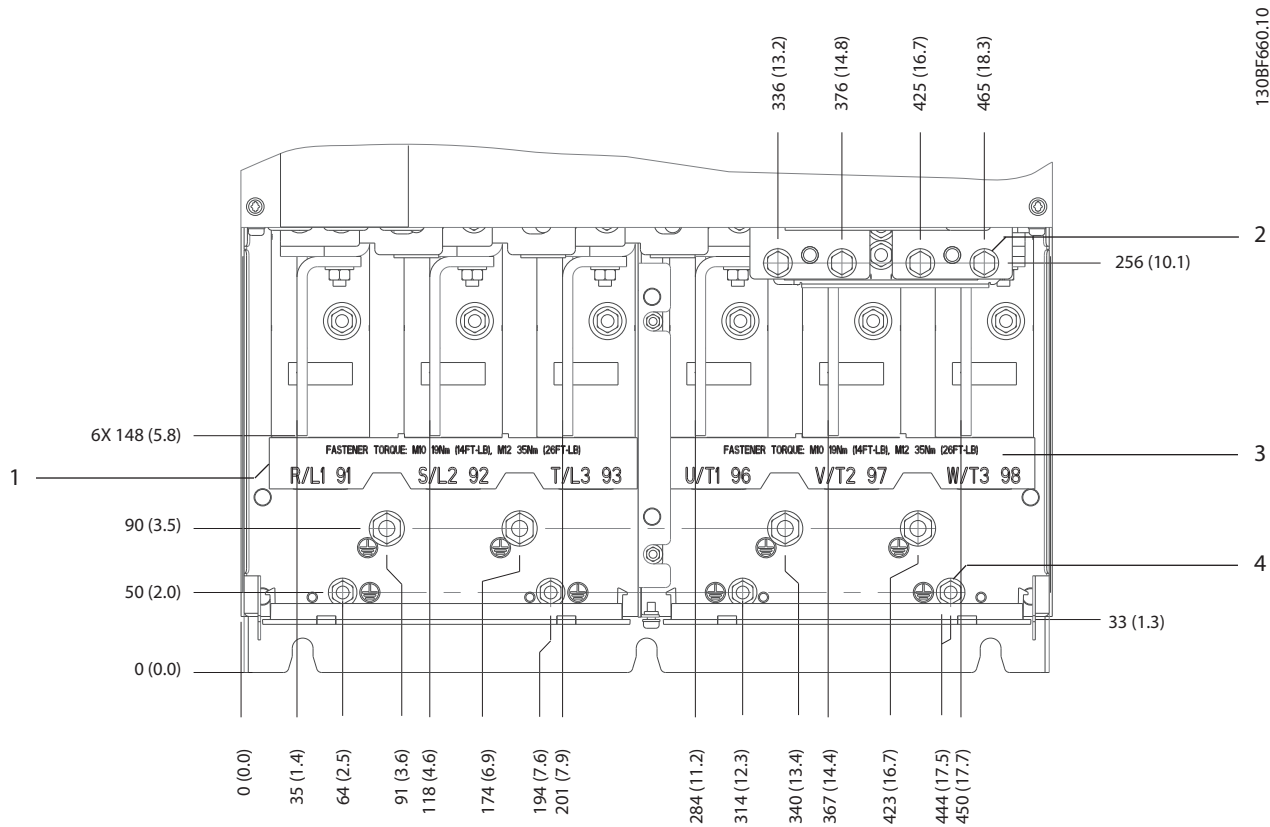 130BF660.10
336 (13.2)
376 (14.8)
425 (16.7)
465 (18.3)
2
256 (10.1)
6X 148 (5.8)
FASTENER TORQUE: M10 19Nm (14FT-LB), M12 35Nm (26FT-LB)
FASTENER TORQUE: M10 19Nm (14FT-LB), M12 35Nm (26FT-LB)
3
1
R/L1 91
S/L2 92
T/L3 93
U/T1 96
V/T2 97
W/T3 98
90 (3.5)
4
50 (2.0)
33 (1.3)
0 (0.0)
0 (0.0)
35 (1.4)
64 (2.5)
91 (3.6)
118 (4.6)
174 (6.9)
194 (7.6)
201 (7.9)
284 (11.2)
314 (12.3)
340 (13.4)
367 (14.4)
423 (16.7)
444 (17.5)
450 (17.7)